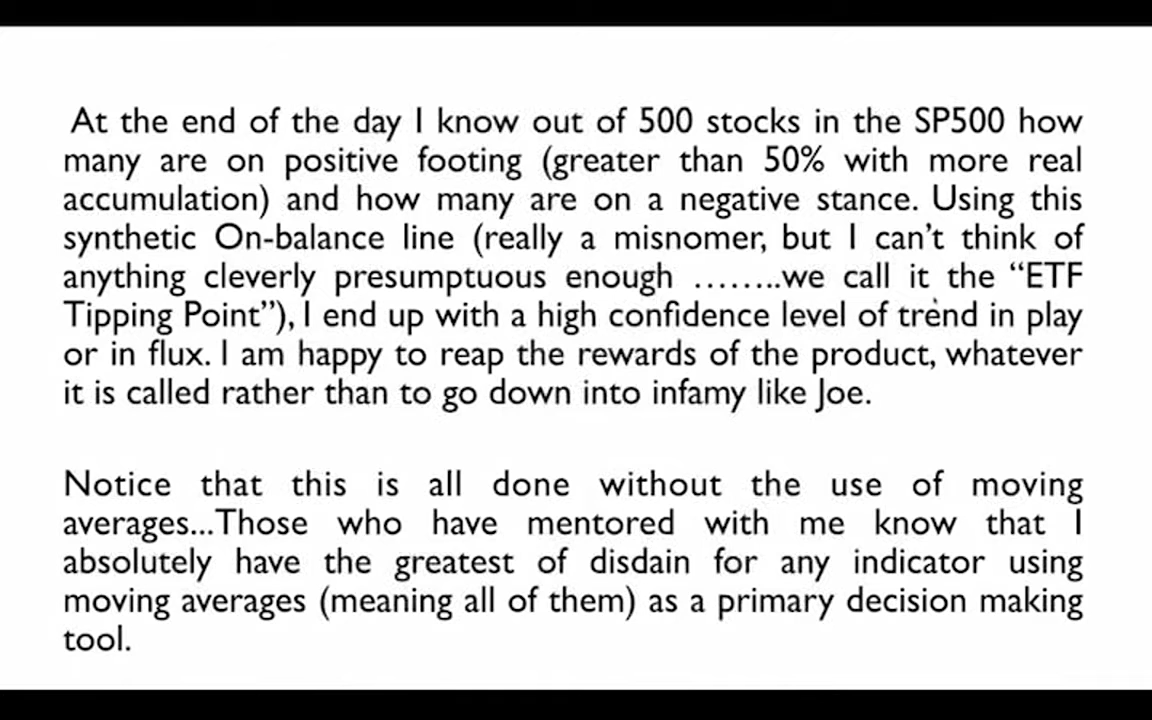 At the end of the day I know out of 500 stocks in the SP500 how
many are on positive footing (greater than 50% with more real
accumulation) and how many are on a negative stance. Using this
synthetic On-balance line (really a misnomer, but I can't think of
anything cleverly presumptuous enough ........we call it the “ETF
Tipping Point”), I end up with a high confidence level of trend in play
or in flux. I am happy to reap the rewards of the product, whatever
it is called rather than to go down into infamy like Joe.
Notice that this is all done without the use of moving
averages...Those who have mentored with me know that I
absolutely have the greatest of disdain for any indicator using
moving averages (meaning all of them) as a primary decision making
tool.